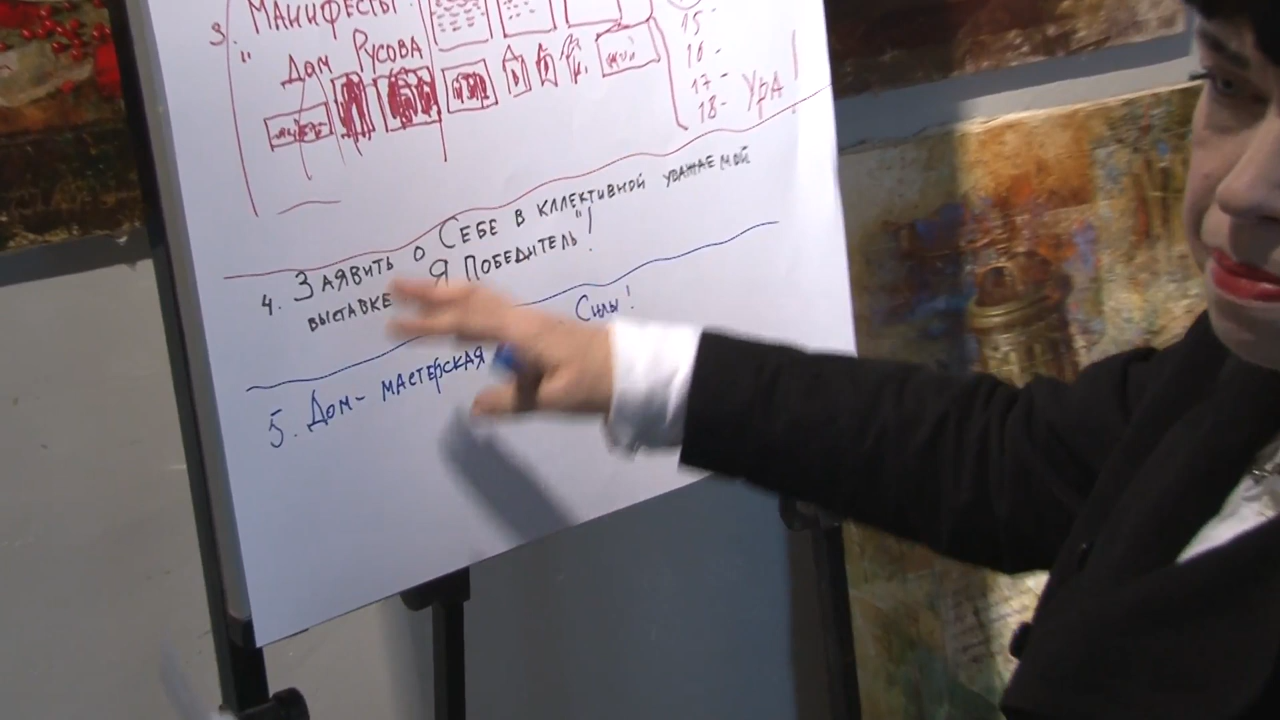 3. МАНИФЕСТЫ
" ДОМ РУСОВА
15-
16-
17-
18- УРА!
4. ЗАЯВИТЬ О СЕБЕ В КЛЛЕКТИВНОЙ УВАЖАЕМОЙ
ВЫСТАВКЕ Я ПОБЕДИТЕЛЬ"!
5. ДОМ- МАСТЕРСКАЯ СИЛЫ!